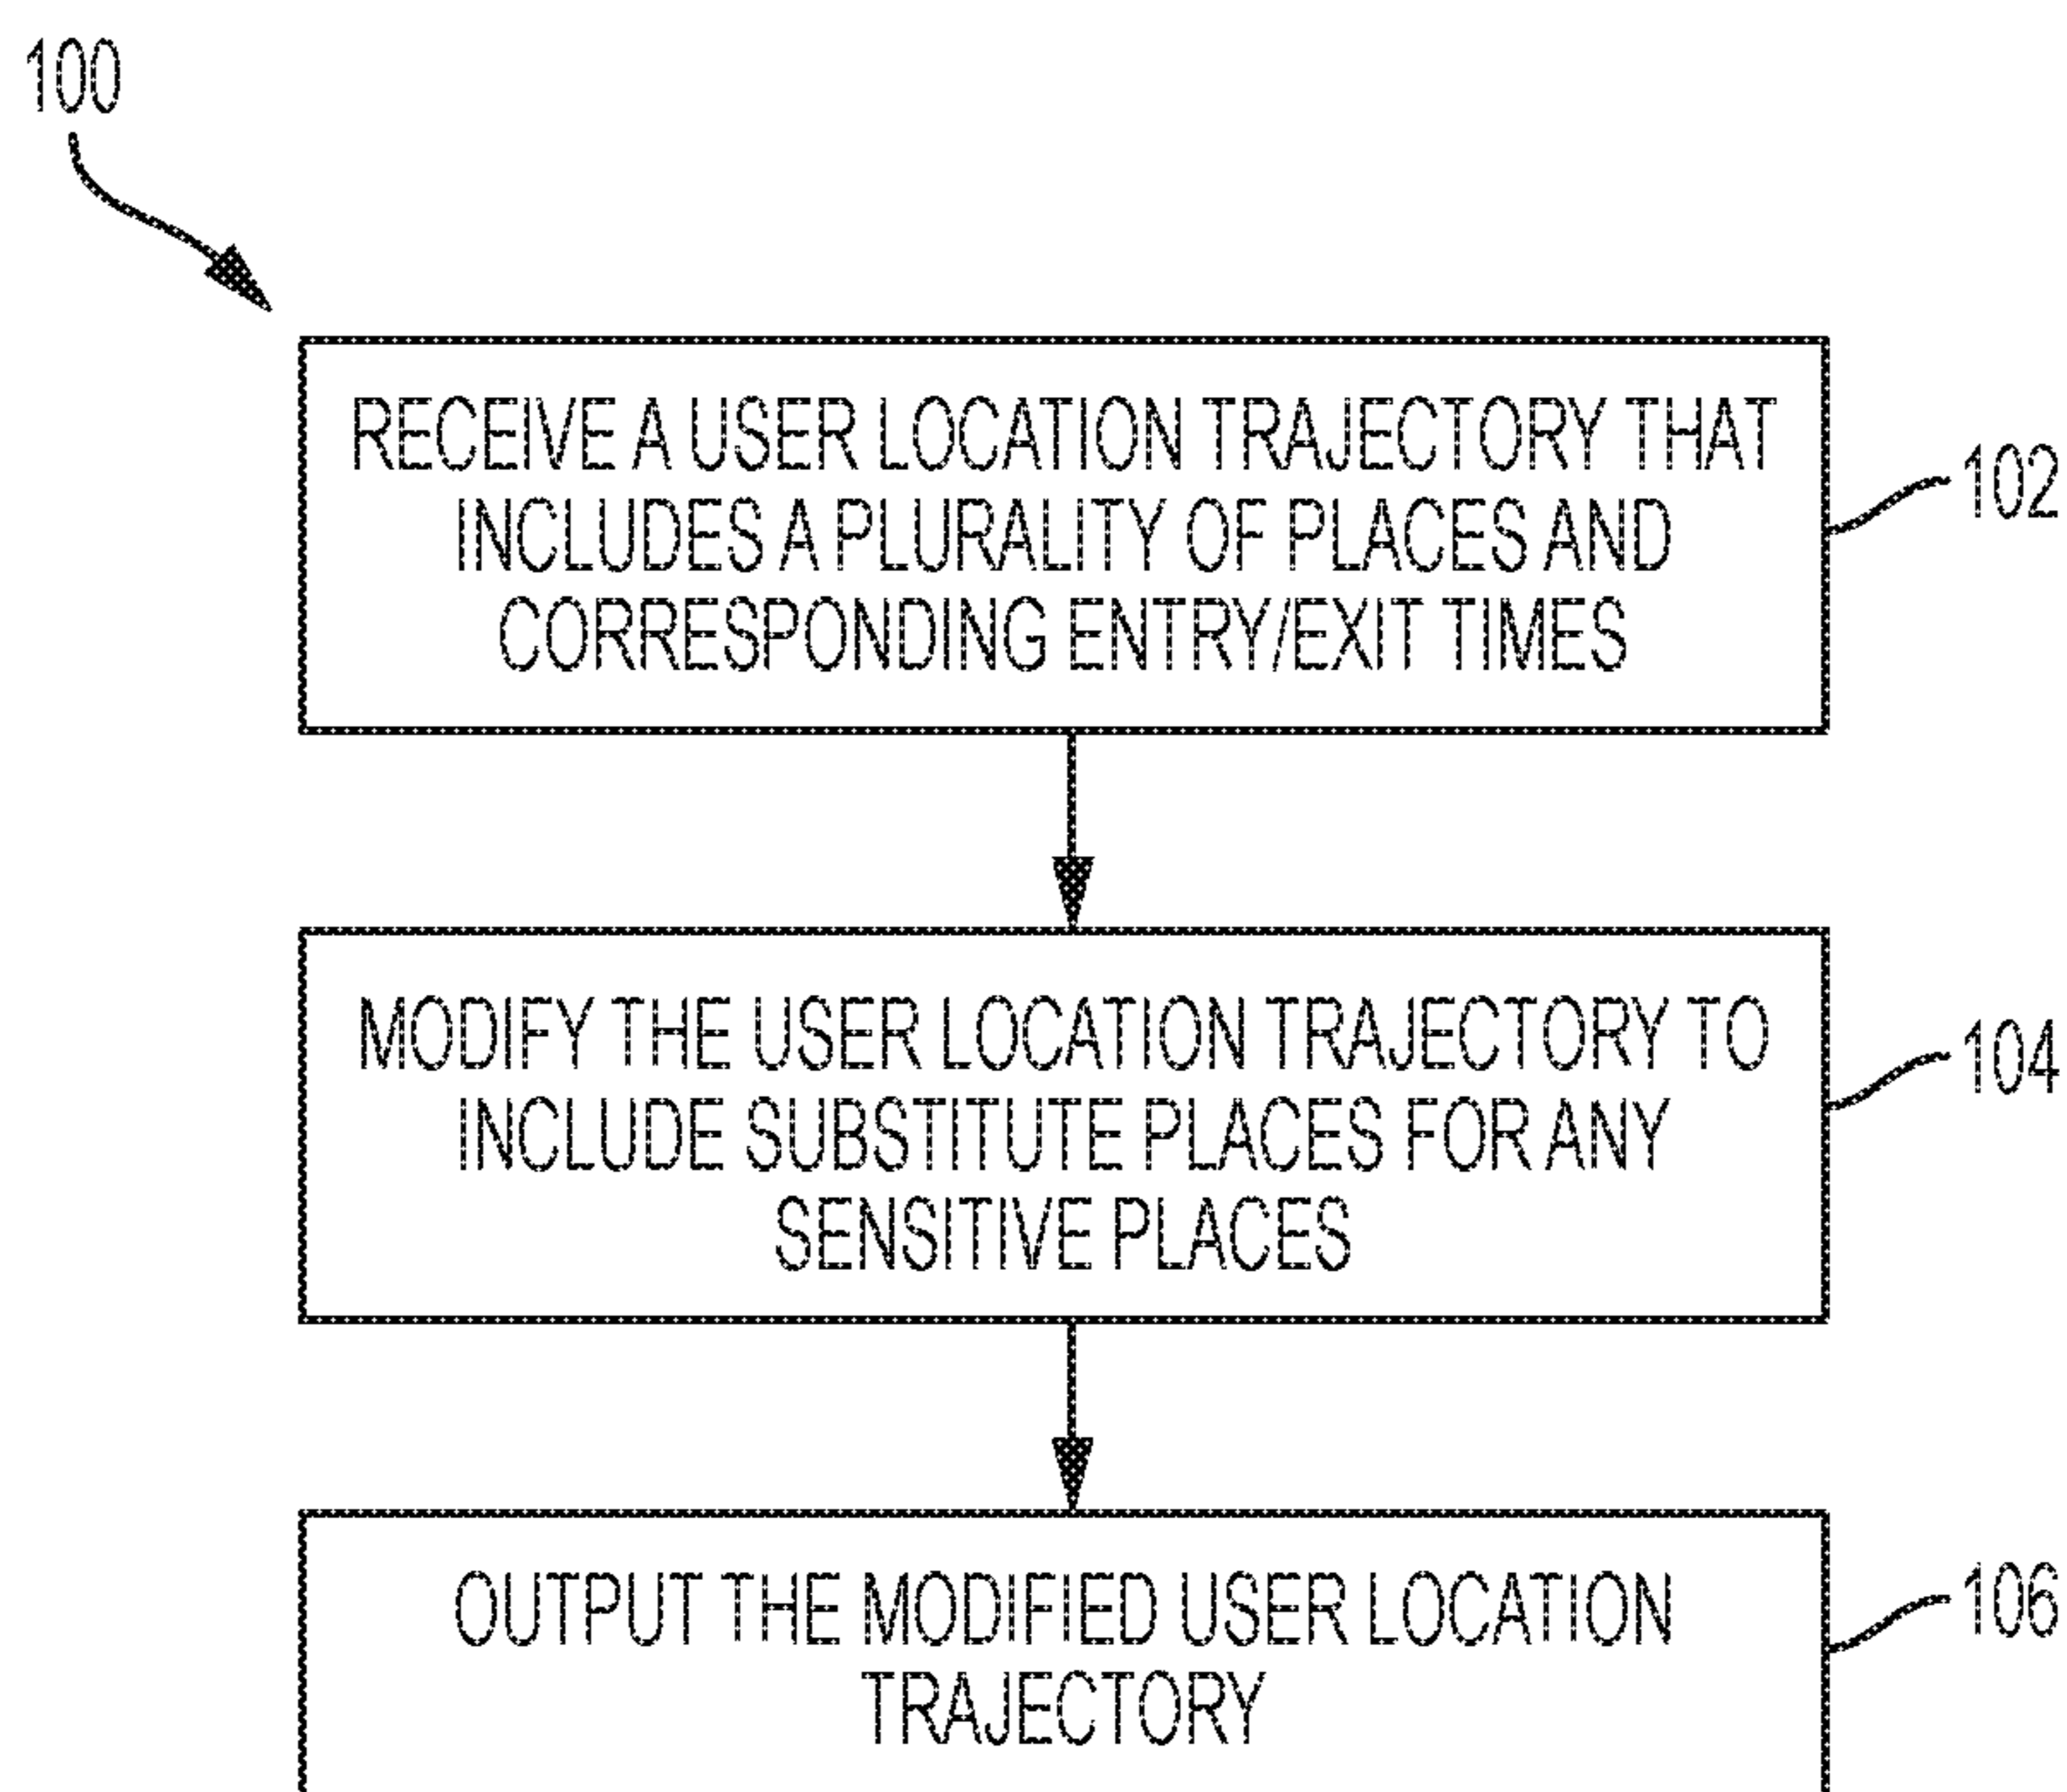 100
RECEIVE A USER LOCATION TRAJECTORY THAT
INCLUDES A PLURALITY OF PLACES AND
CORRESPONDING ENTRY/EXIT TIMES
102
MODIFY THE USER LOCATION TRAJECTORY TO
INCLUDE SUBSTITUTE PLACES FOR ANY
SENSITIVE PLACES
104
OUTPUT THE MODIFIED USER LOCATION
TRAJECTORY
106